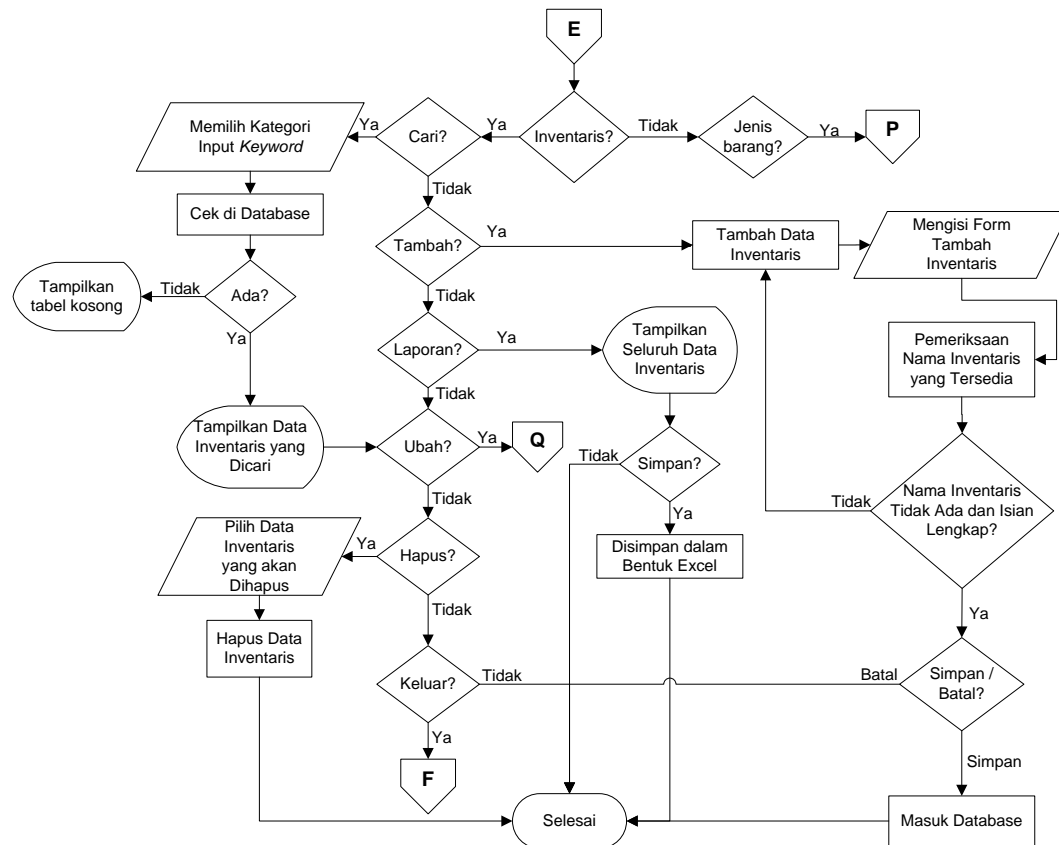 E
Memilih Kategori
Input Keyword
Ya
Cari?
Ya
Inventaris?
Tidak
Jenis
barang?
Ya
P
Tidak
Cek di Database
Tambah?
Ya
Tambah Data
Inventaris
Mengisi Form
Tambah
Inventaris
Tampilkan
tabel kosong
Tidak
Ada?
Ya
Tidak
Laporan?
Ya
Tampilkan
Seluruh Data
Inventaris
Pemeriksaan
Nama Inventaris
yang Tersedia
Tidak
Tampilkan Data
Inventaris yang
Dicari
Ubah?
Ya
Q
Tidak
Simpan?
Ya
Tidak
Nama Inventaris
Tidak Ada dan Isian
Lengkap?
Tidak
Pilih Data
Inventaris
yang akan
Dihapus
Ya
Hapus?
Disimpan dalam
Bentuk Excel
Tidak
Ya
Hapus Data
Inventaris
Keluar?
Tidak
Batal
Simpan /
Batal?
Ya
Simpan
F
Selesai
Masuk Database